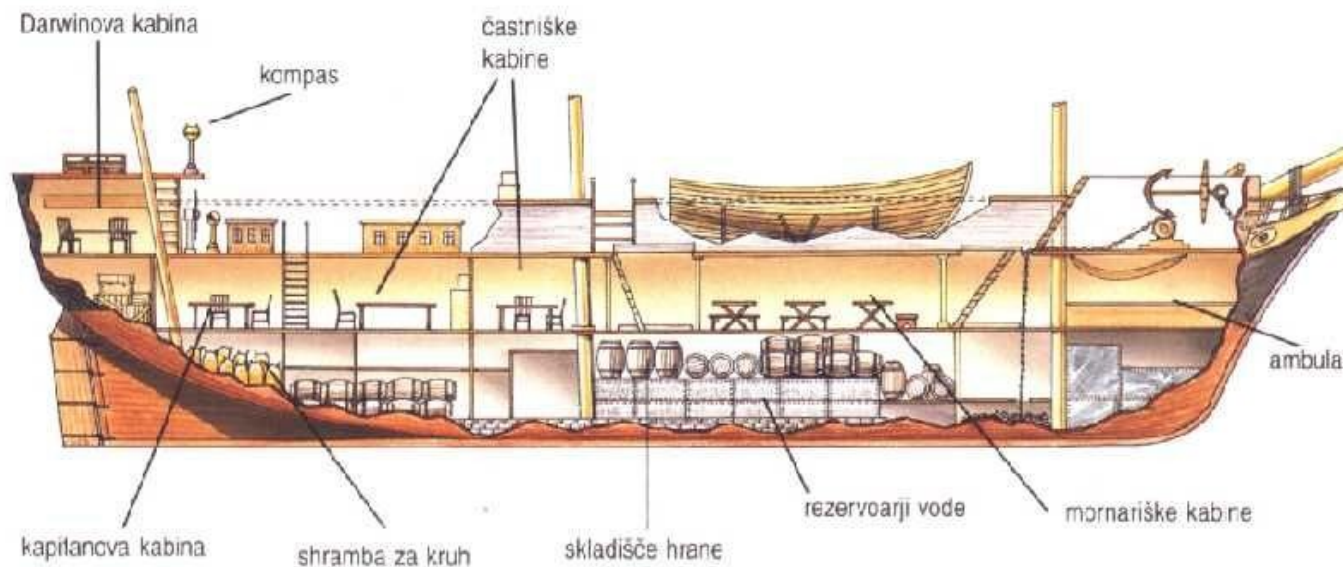 Darwinova kabina
kompas
častniške
kabine
ambula
rezervoarji vode
mornariške kabine
kapitanova kabina
shramba za kruh
skladišče hrane